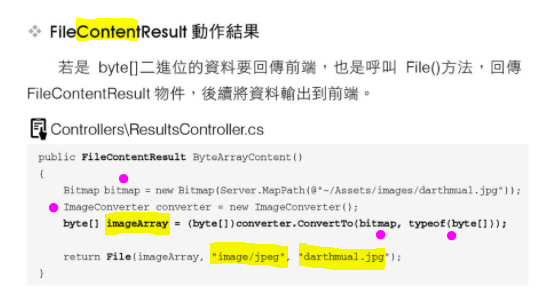 ❖ FileContentResult 動作結果
若是 byte[]二進位的資料要回傳前端，也是呼叫 File()方法，回傳
FileContentResult 物件，後續將資料輸出到前端。
Controllers\ResultsController.cs
public FileContentResult ByteArrayContent()
{
    Bitmap bitmap = new Bitmap(Server.MapPath(@"~/Assets/images/darthmual.jpg"));
    ImageConverter converter = new ImageConverter();
    byte[] imageArray = (byte[])converter.ConvertTo(bitmap, typeof(byte[]));
    return File(imageArray, "image/jpeg", "darthmual.jpg");
}